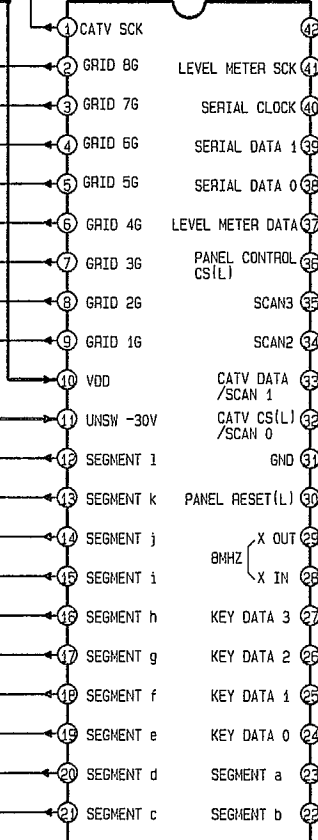 1 CATV SCK
42
2 GRID 8G
LEVEL METER SCK 41
3 GRID 7G
SERIAL CLOCK 40
4 GRID 6G
SERIAL DATA 1 39
5 GRID 5G
SERIAL DATA 0 38
6 GRID 4G
LEVEL METER DATA 37
7 GRID 3G
PANEL CONTROL 36
CS(L)
8 GRID 2G
SCAN3 35
9 GRID 1G
SCAN2 34
10 VDD
CATV DATA 33
/SCAN 1
11 UNSW -30V
CATV CS(L) 32
/SCAN 0
12 SEGMENT l
GND 31
13 SEGMENT k
PANEL RESET(L) 30
14 SEGMENT j
X OUT 29
8MHZ
15 SEGMENT i
X IN 28
16 SEGMENT h
KEY DATA 3 27
17 SEGMENT g
KEY DATA 2 26
18 SEGMENT f
KEY DATA 1 25
19 SEGMENT e
KEY DATA 0 24
20 SEGMENT d
SEGMENT a 23
21 SEGMENT c
SEGMENT b 22